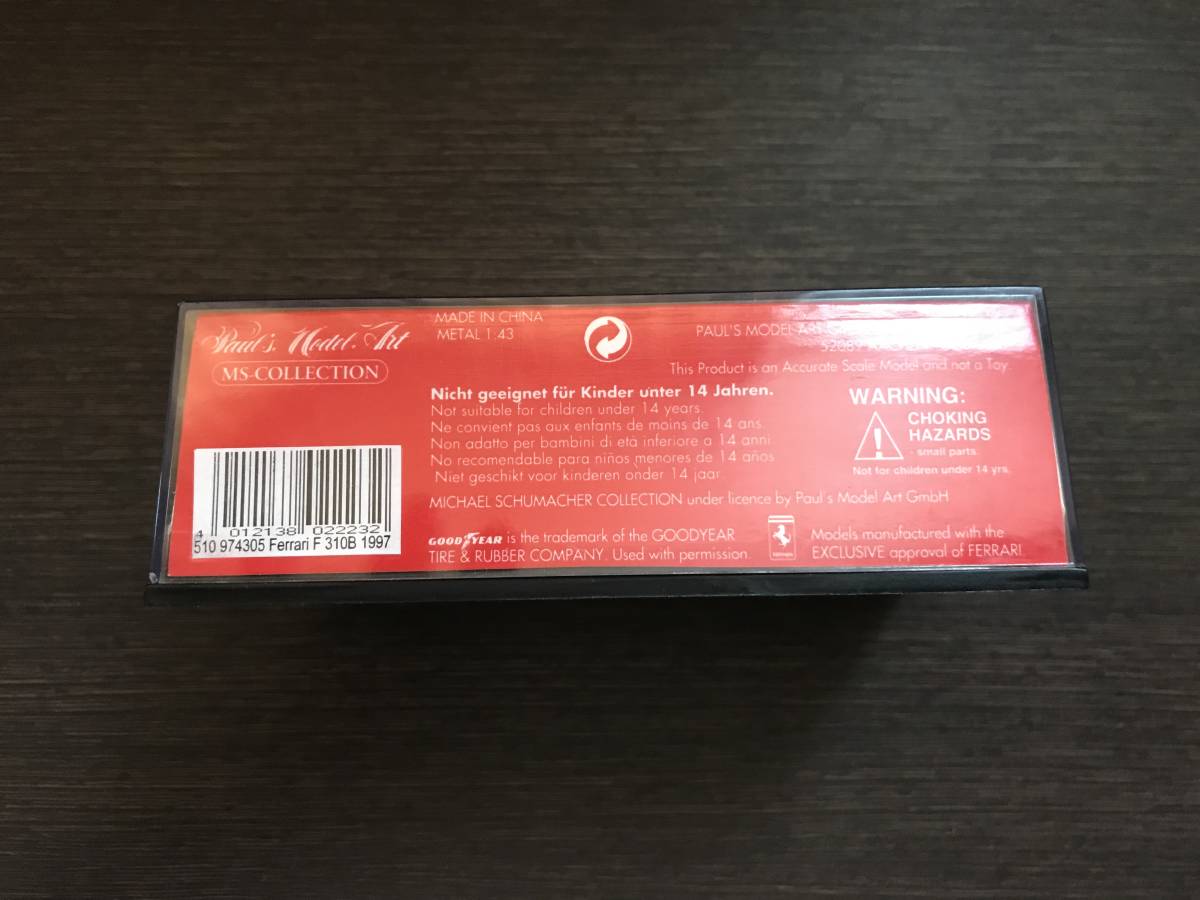 Paul's Model Art
MS-COLLECTION
MADE IN CHINA
METAL 1:43
PAUL'S MODEL ART
This Product is an Accurate Scale Model and not a Toy.
Nicht geeignet für Kinder unter 14 Jahren.
Not suitable for children under 14 years.
Ne convient pas aux enfants de moins de 14 ans.
Non adatto per bambini di età inferiore a 14 anni
No recomendable para niños menores de 14 años
Niet geschikt voor kinderen onder 14 jaar.
WARNING:
CHOKING
HAZARDS
- small parts.
Not for children under 14 yrs.
MICHAEL SCHUMACHER COLLECTION under licence by Paul s Model Art GmbH
4 012138 022232
510 974305 Ferrari F 310B 1997
GOODYEAR is the trademark of the GOODYEAR
TIRE & RUBBER COMPANY. Used with permission.
Models manufactured with the
EXCLUSIVE approval of FERRARI